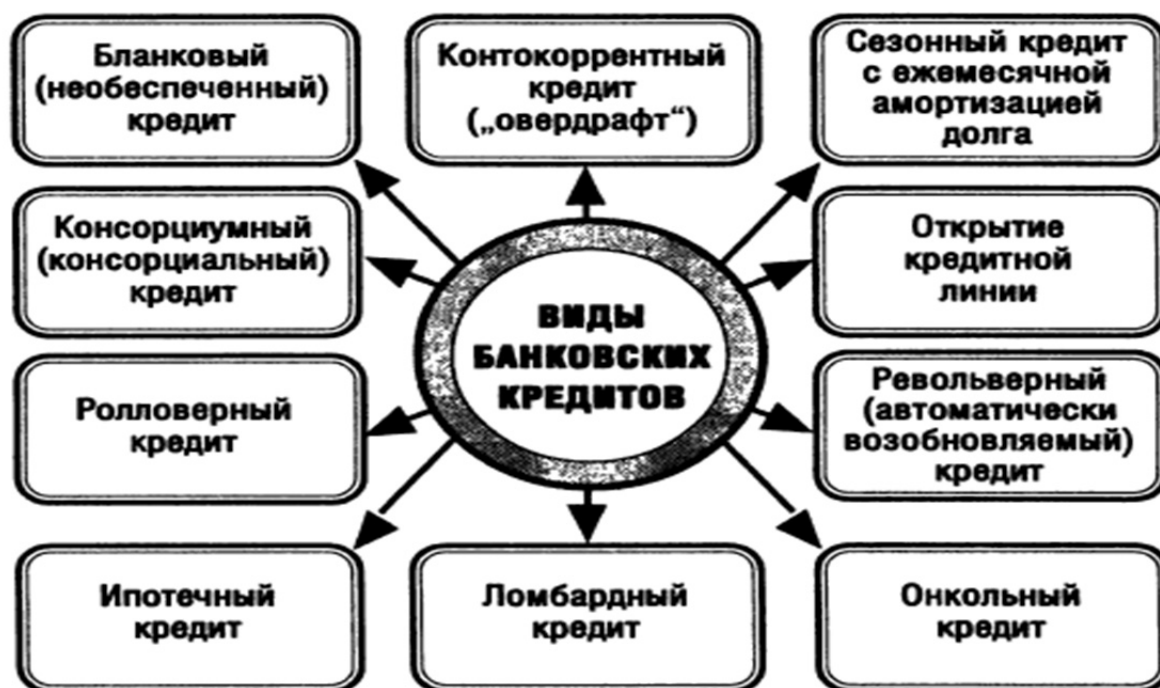 Бланковый
(необеспеченный)
кредит
Контокоррентный
кредит
(„овердрафт“)
Сезонный кредит
с ежемесячной
амортизацией
долга
Консорциумный
(консорциальный)
кредит
Открытие
кредитной
линии
ВИДЫ
БАНКОВСКИХ
КРЕДИТОВ
Ролловерный
кредит
Револьверный
(автоматически
возобновляемый)
кредит
Ипотечный
кредит
Ломбардный
кредит
Онкольный
кредит